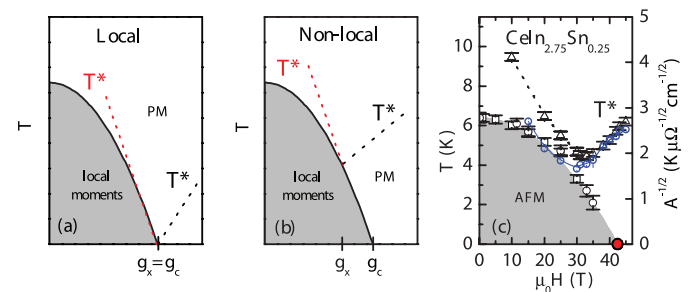 Local
T*
PM
T*
local
moments
(a)
T
g_x=g_c
Non-local
T*
T*
PM
local
moments
(b)
T
g_x g_c
CeIn_2.75Sn_0.25
T*
AFM
(c)
10
8
6
4
2
0
T (K)
5
4
3
2
1
0
A^-1/2 (K μΩ^-1/2 cm^-1/2)
0 10 20 30 40
μ_0H (T)